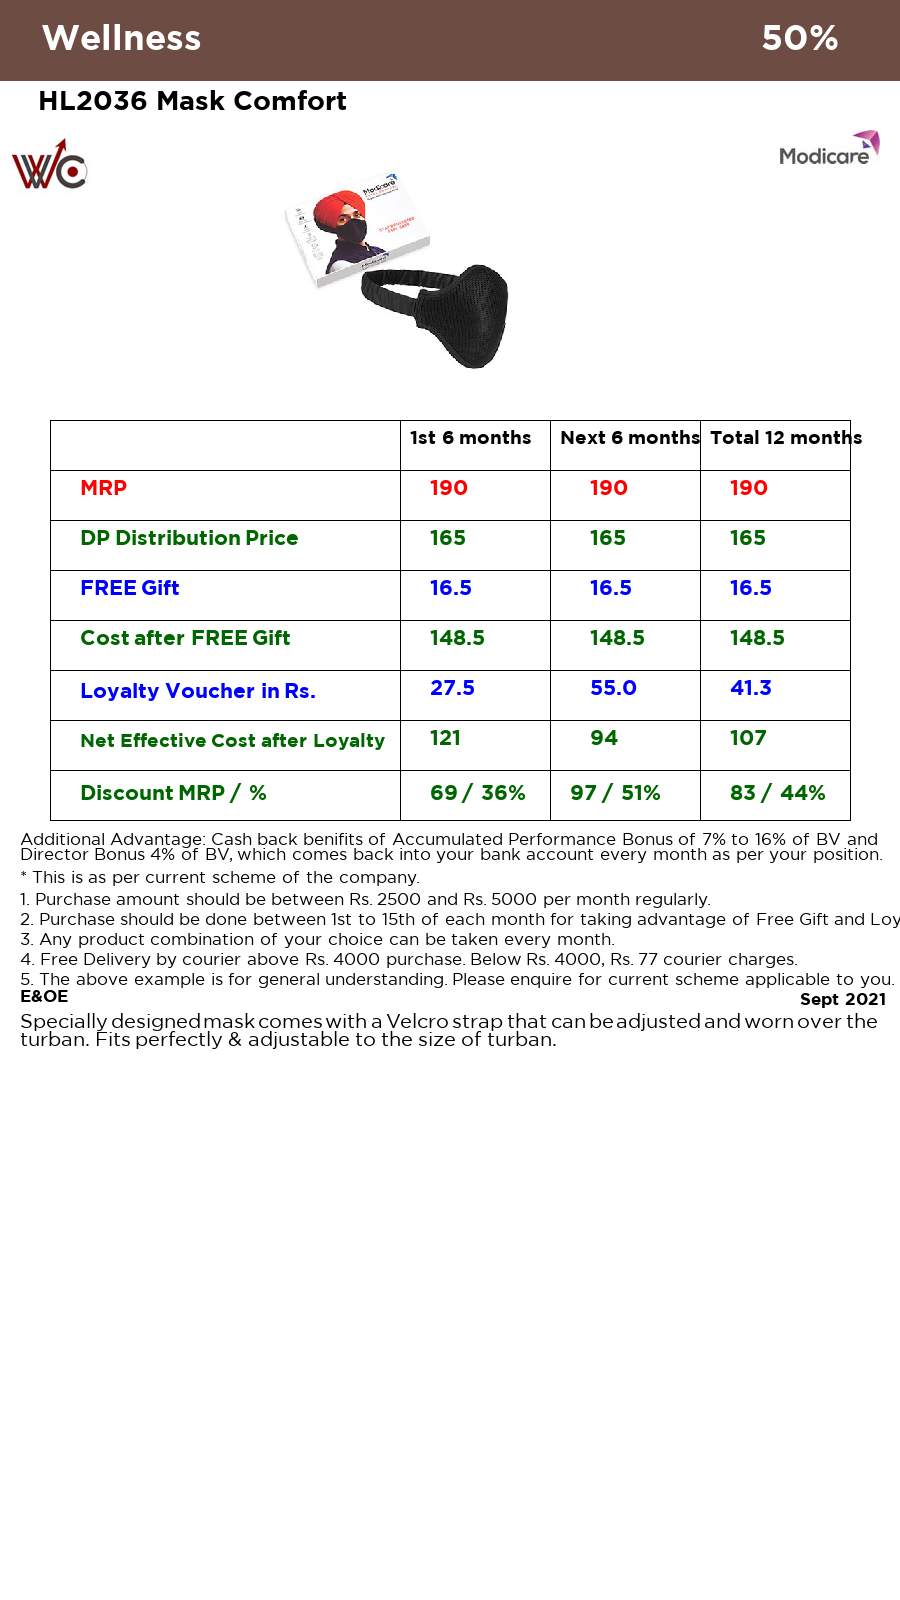 Wellness 50%
HL2036 Mask Comfort
WC
Modicare
Modicare
Modicare
1st 6 months Next 6 months Total 12 months
MRP 190 190 190
DP Distribution Price 165 165 165
FREE Gift 16.5 16.5 16.5
Cost after FREE Gift 148.5 148.5 148.5
Loyalty Voucher in Rs. 27.5 55.0 41.3
Net Effective Cost after Loyalty 121 94 107
Discount MRP / % 69 / 36% 97 / 51% 83 / 44%
Additional Advantage: Cash back benifits of Accumulated Performance Bonus of 7% to 16% of BV and
Director Bonus 4% of BV, which comes back into your bank account every month as per your position.
* This is as per current scheme of the company.
1. Purchase amount should be between Rs. 2500 and Rs. 5000 per month regularly.
2. Purchase should be done between 1st to 15th of each month for taking advantage of Free Gift and Loy
3. Any product combination of your choice can be taken every month.
4. Free Delivery by courier above Rs. 4000 purchase. Below Rs. 4000, Rs. 77 courier charges.
5. The above example is for general understanding. Please enquire for current scheme applicable to you.
E&OE
Sept 2021
Specially designed mask comes with a Velcro strap that can be adjusted and worn over the
turban. Fits perfectly & adjustable to the size of turban.